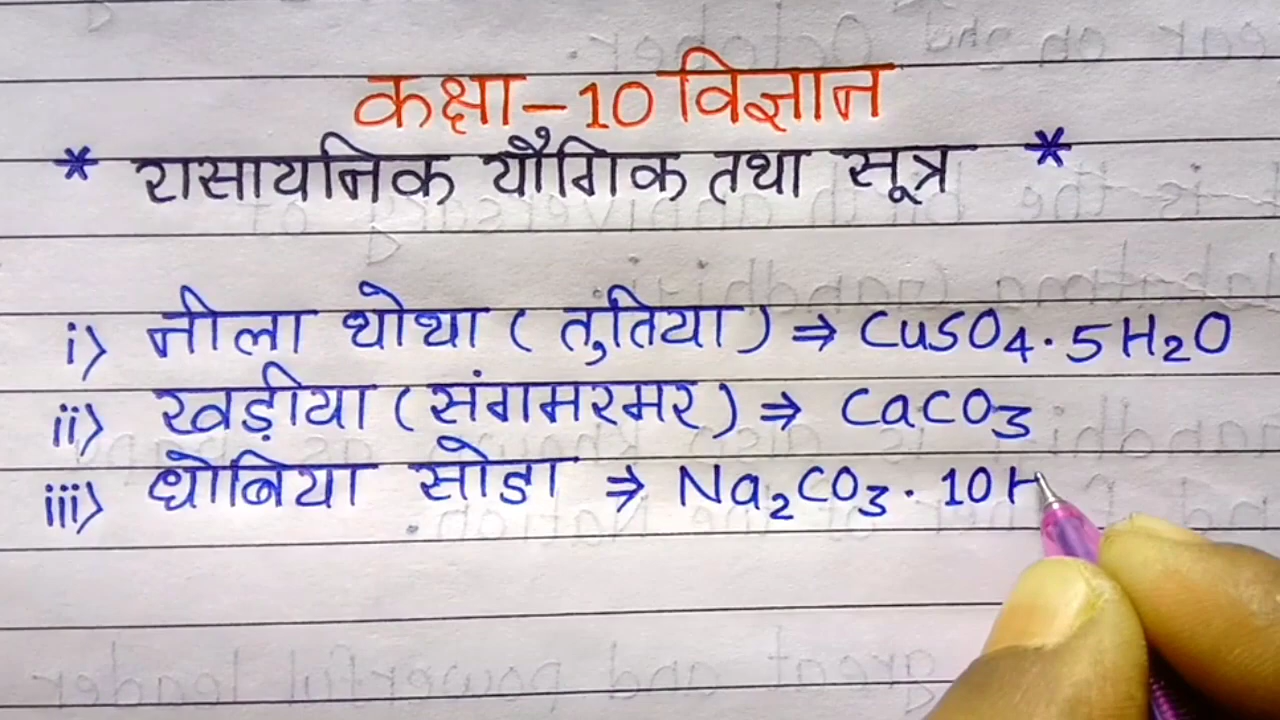 कक्षा-10 विज्ञान
* रासायनिक यौगिक तथा सूत्र *
i) नीला थोथा ( तुतिया ) ⇒ CuSO₄·5H₂O
ii) खड़ीया (संगमरमर) ⇒ CaCO₃
iii) धोबिया सोडा ⇒ Na₂CO₃·10H